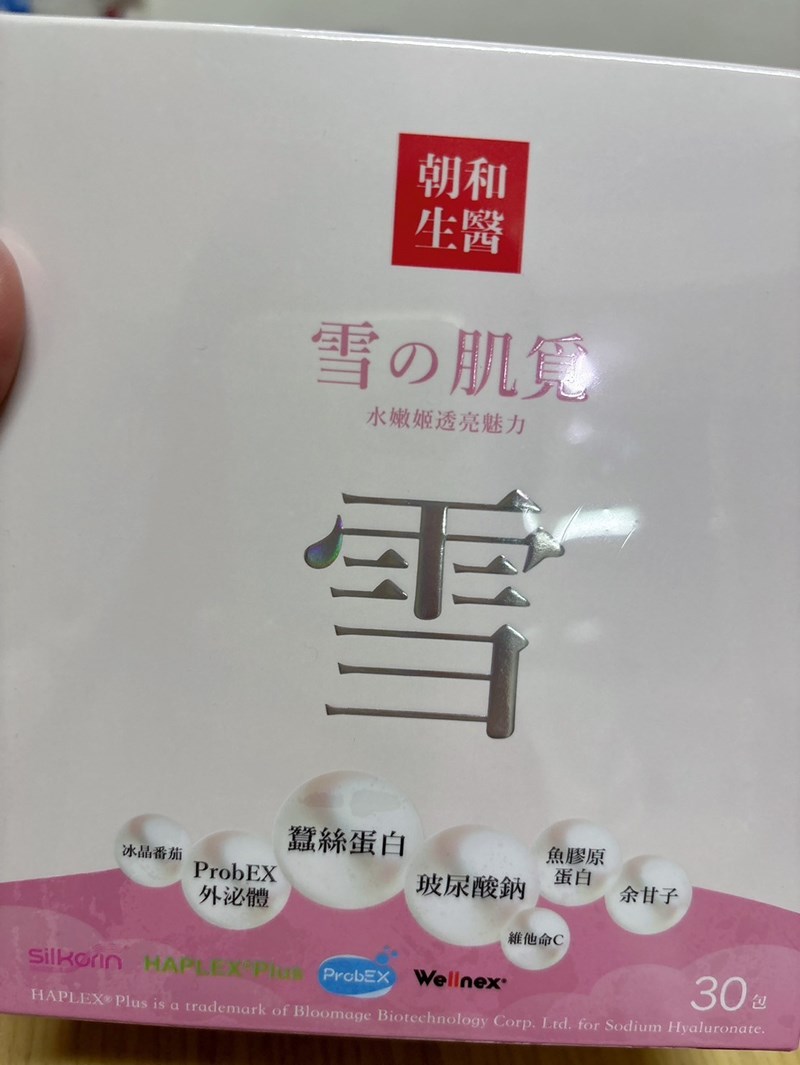 朝和
生醫
雪の肌覓
水嫩姬透亮魅力
雪
冰晶番茄
ProbEX
外泌體
蠶絲蛋白
玻尿酸鈉
魚膠原
蛋白
余甘子
維他命C
Silkorin
HAPLEX®Plus
ProbEX
Wellnex®
30包
HAPLEX® Plus is a trademark of Bloomage Biotechnology Corp. Ltd. for Sodium Hyaluronate.